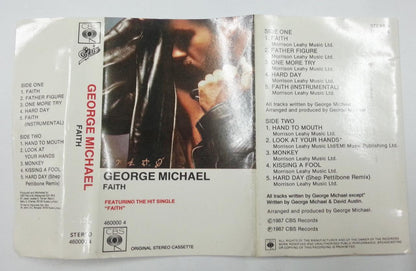 CBS
Epic
SIDE ONE
1. FAITH
2. FATHER FIGURE
3. ONE MORE TRY
4. HARD DAY
5. FAITH
(INSTRUMENTAL)
SIDE TWO
1. HAND TO MOUTH
2. LOOK AT
YOUR HANDS
3. MONKEY
4. KISSING A FOOL
5. HARD DAY (Shep
Pettibone Remix)
STEREO
460000 4
GEORGE MICHAEL
FAITH
GEORGE MICHAEL
FAITH
FEATURING THE HIT SINGLE
"FAITH"
CBS
ORIGINAL STEREO CASSETTE
SIDE ONE
1. FAITH
Morrison Leahy Music Ltd.
2. FATHER FIGURE
Morrison Leahy Music Ltd.
3. ONE MORE TRY
Morrison Leahy Music Ltd.
4. HARD DAY
Morrison Leahy Music Ltd.
5. FAITH (INSTRUMENTAL)
Morrison Leahy Music Ltd.
All tracks written by George Michael.
Arranged and produced by George Michael.
SIDE TWO
1. HAND TO MOUTH
Morrison Leahy Music Ltd.
2. LOOK AT YOUR HANDS*
Morrison Leahy Music Ltd/EMI Music Publishing Ltd.
3. MONKEY
Morrison Leahy Music Ltd.
4. KISSING A FOOL
Morrison Leahy Music Ltd.
5. HARD DAY (Shep Pettibone Remix)
Morrison Leahy Music Ltd.
All tracks written by George Michael except*
Written by George Michael & David Austin.
Arranged and produced by George Michael.
©1987 CBS Records
℗1987 CBS Records